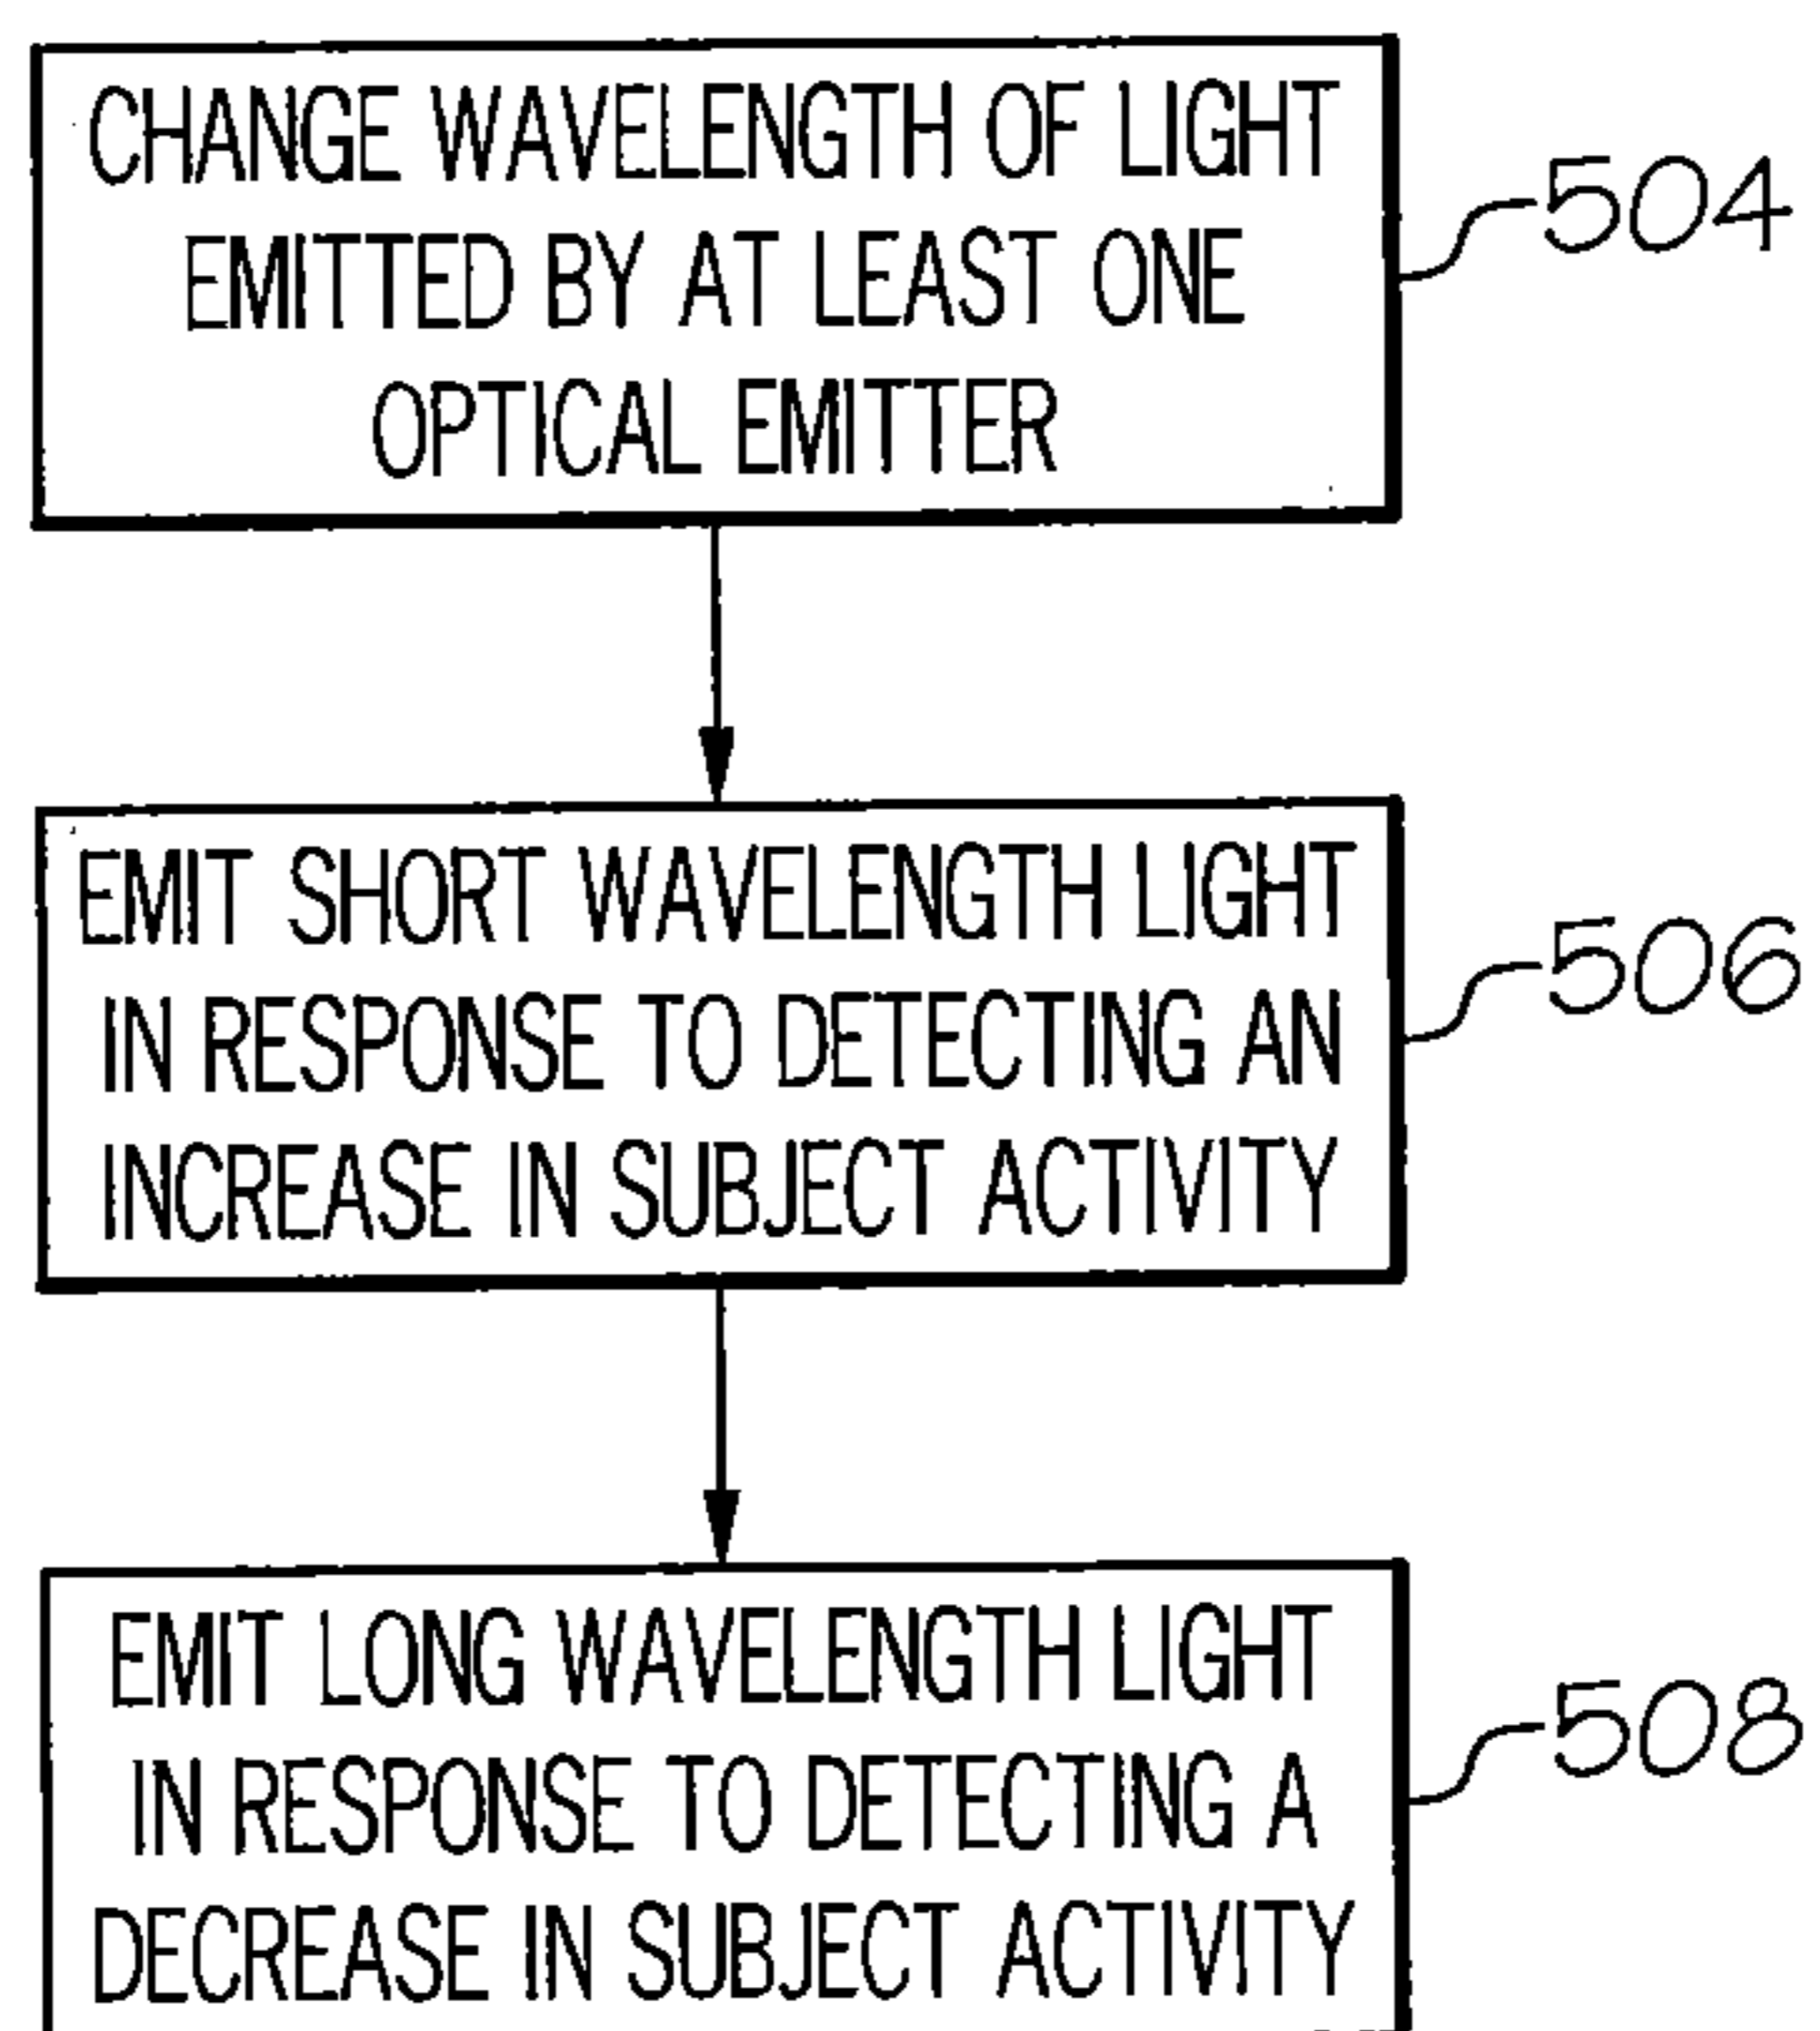 CHANGE WAVELENGTH OF LIGHT
EMITTED BY AT LEAST ONE
OPTICAL EMITTER
504
EMIT SHORT WAVELENGTH LIGHT
IN RESPONSE TO DETECTING AN
INCREASE IN SUBJECT ACTIVITY
506
EMIT LONG WAVELENGTH LIGHT
IN RESPONSE TO DETECTING A
DECREASE IN SUBJECT ACTIVITY
508